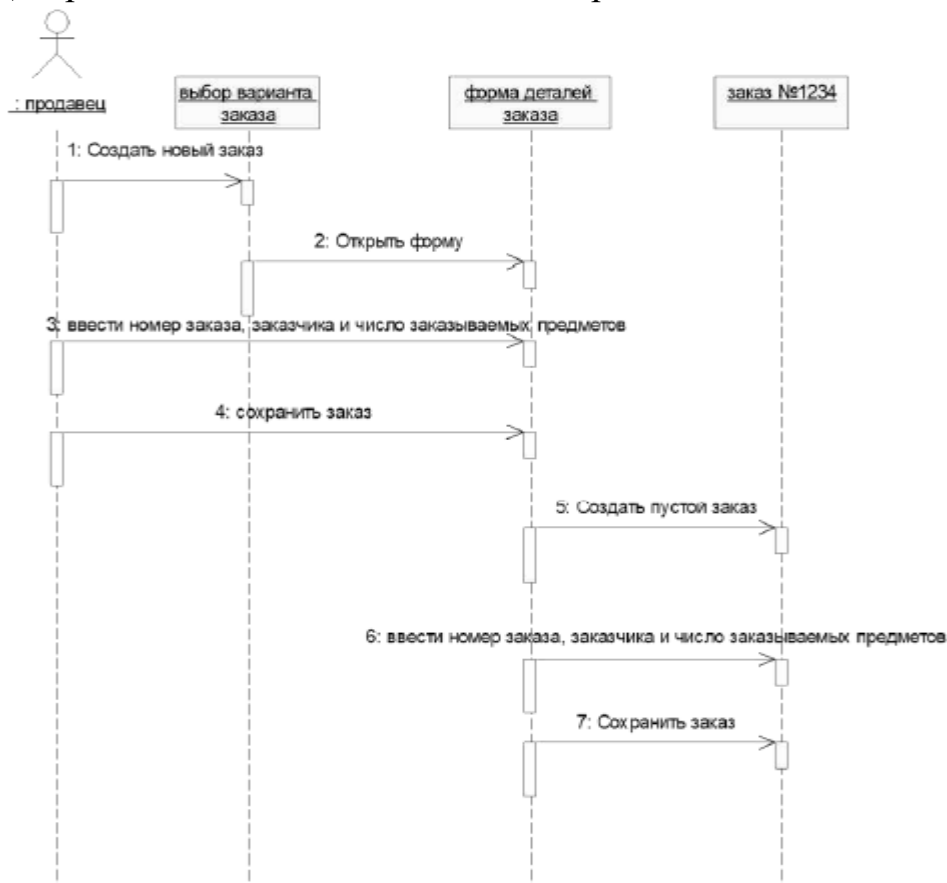 : продавец
выбор варианта
заказа
форма деталей
заказа
заказ №1234
1: Создать новый заказ
2: Открыть форму
3: ввести номер заказа, заказчика и число заказываемых предметов
4: сохранить заказ
5: Создать пустой заказ
6: ввести номер заказа, заказчика и число заказываемых предметов
7: Сохранить заказ